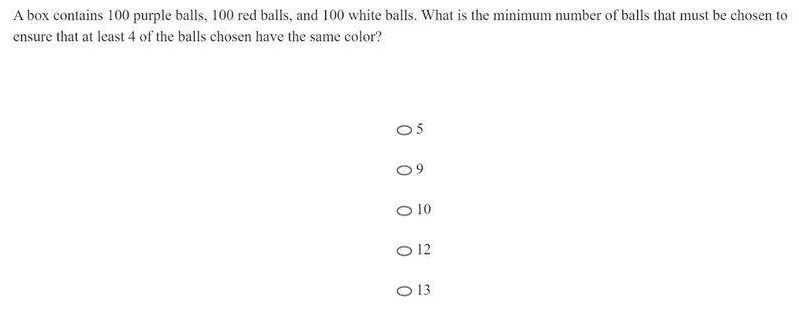 A box contains 100 purple balls, 100 red balls, and 100 white balls. What is the minimum number of balls that must be chosen to
ensure that at least 4 of the balls chosen have the same color?
5
9
10
12
13